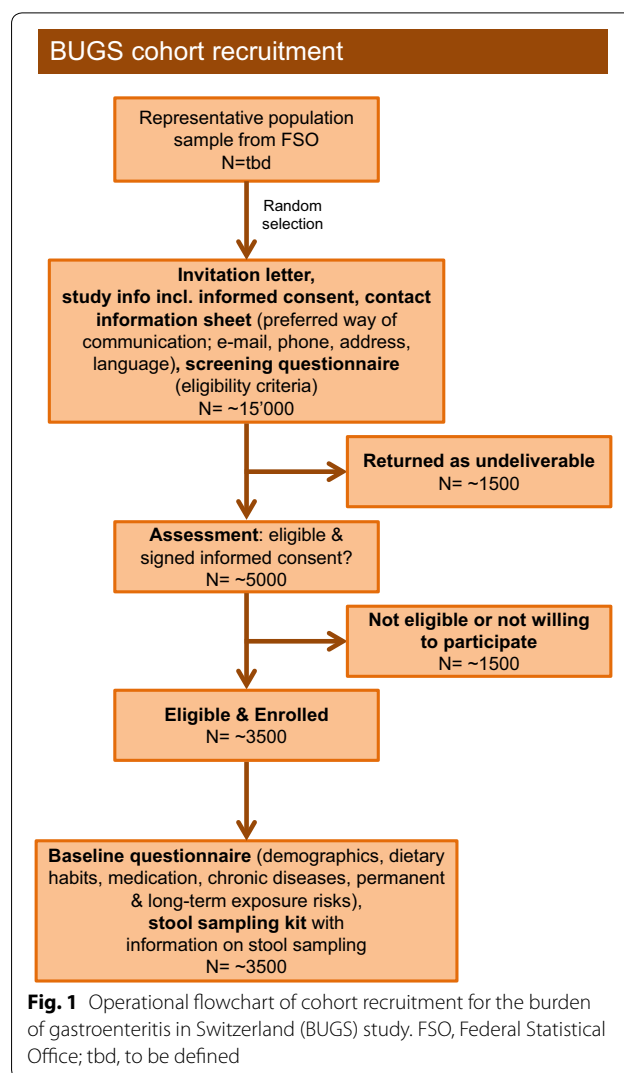 BUGS cohort recruitment
Representative population
sample from FSO
N=tbd
Random
selection
Invitation letter,
study info incl. informed consent, contact
information sheet (preferred way of
communication; e-mail, phone, address,
language), screening questionnaire
(eligibility criteria)
N= ~15'000
Returned as undeliverable
N= ~1500
Assessment: eligible &
signed informed consent?
N= ~5000
Not eligible or not willing
to participate
N= ~1500
Eligible & Enrolled
N= ~3500
Baseline questionnaire (demographics, dietary
habits, medication, chronic diseases, permanent
& long-term exposure risks),
stool sampling kit with
information on stool sampling
N= ~3500
Fig. 1 Operational flowchart of cohort recruitment for the burden
of gastroenteritis in Switzerland (BUGS) study. FSO, Federal Statistical
Office; tbd, to be defined